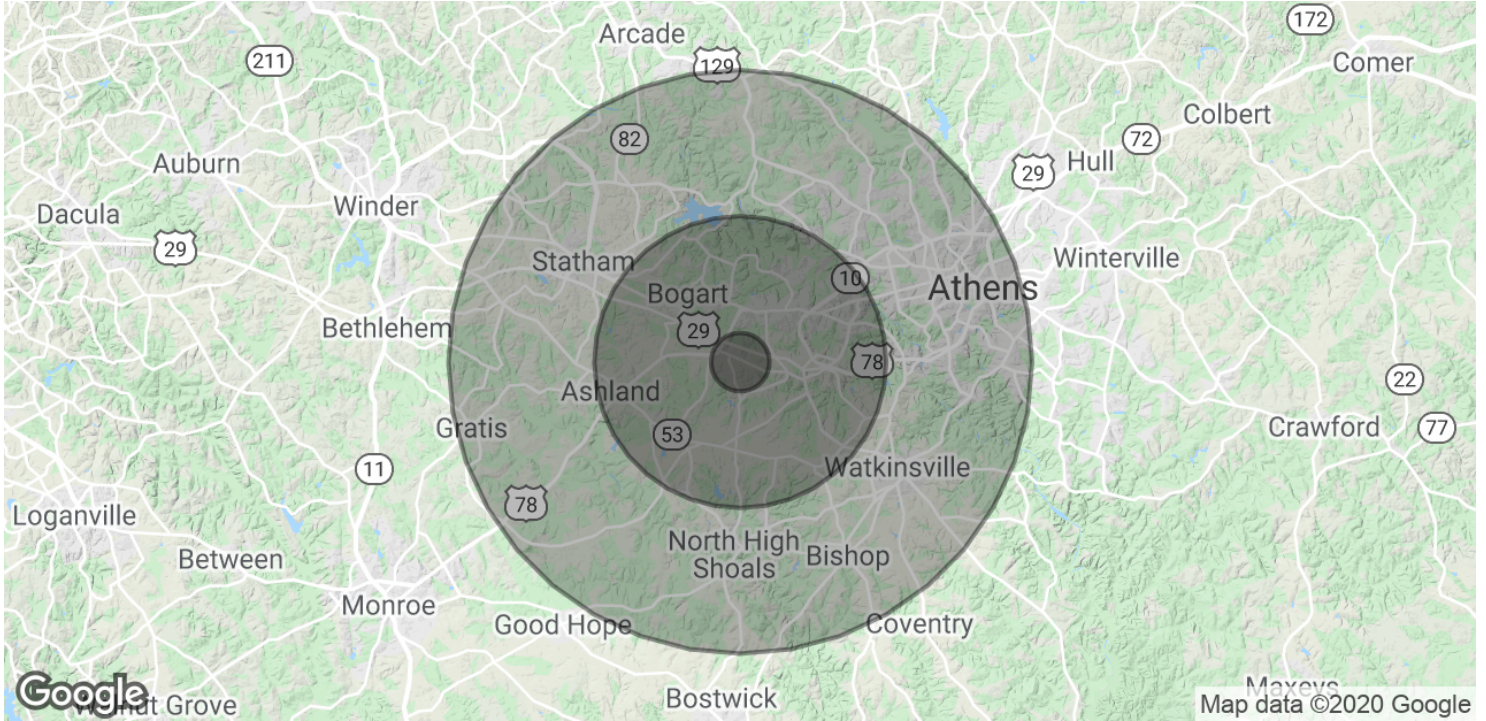 172
Arcade
129
211
Comer
Colbert
82
72
Auburn
Hull
29
Winder
Dacula
29
Winterville
Statham
10
Athens
Bogart
29
Bethlehem
78
22
Ashland
53
Gratis
Crawford
77
11
Watkinsville
78
Loganville
North High
Shoals
Bishop
Between
Monroe
Good Hope
Coventry
Maxeys
Google
Bostwick
Grove
Map data ©2020 Google